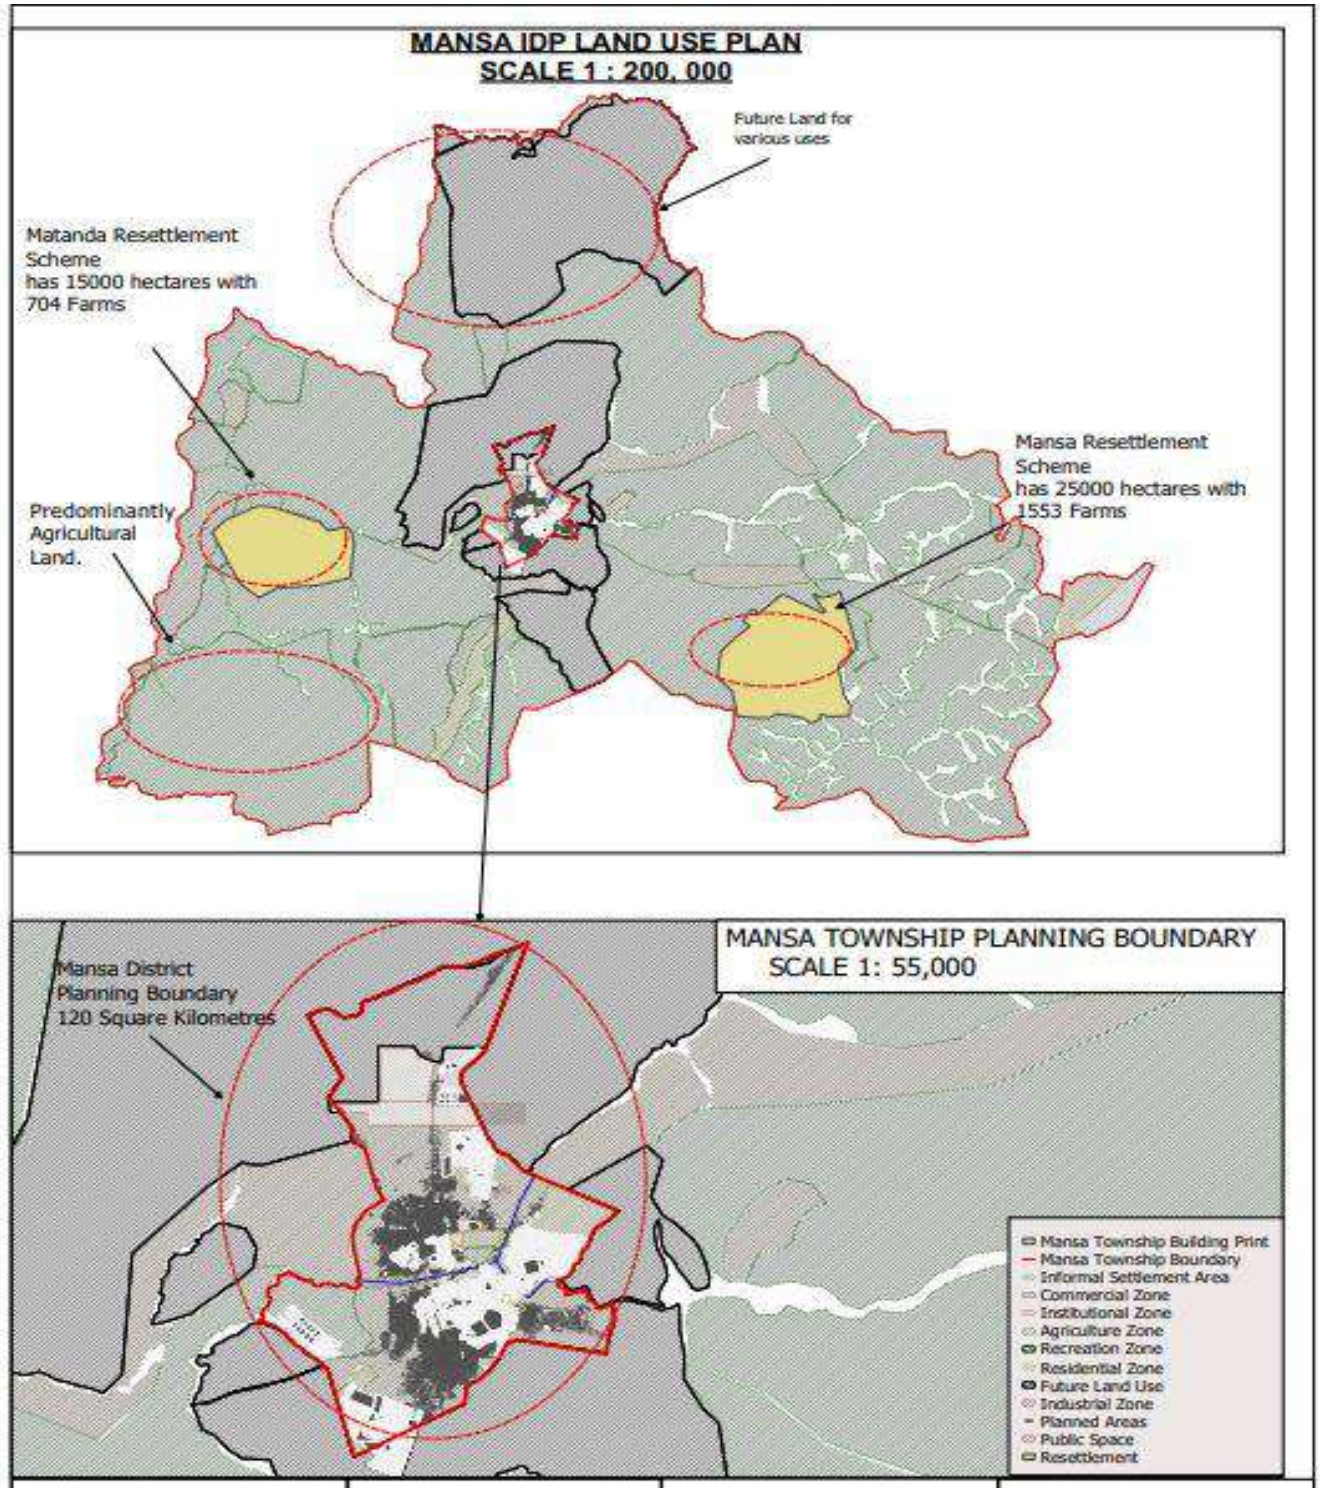 MANSA IDP LAND USE PLAN
SCALE 1 : 200, 000
Future Land for
various uses
Matanda Resettlement
Scheme
has 15000 hectares with
704 Farms
Mansa Resettlement
Scheme
has 25000 hectares with
1553 Farms
Predominantly
Agricultural
Land.
MANSA TOWNSHIP PLANNING BOUNDARY
SCALE 1: 55,000
Mansa District
Planning Boundary
120 Square Kilometres
Mansa Township Building Print
Mansa Township Boundary
Informal Settlement Area
Commercial Zone
Institutional Zone
Agriculture Zone
Recreation Zone
Residential Zone
Future Land Use
Industrial Zone
Planned Areas
Public Space
Resettlement